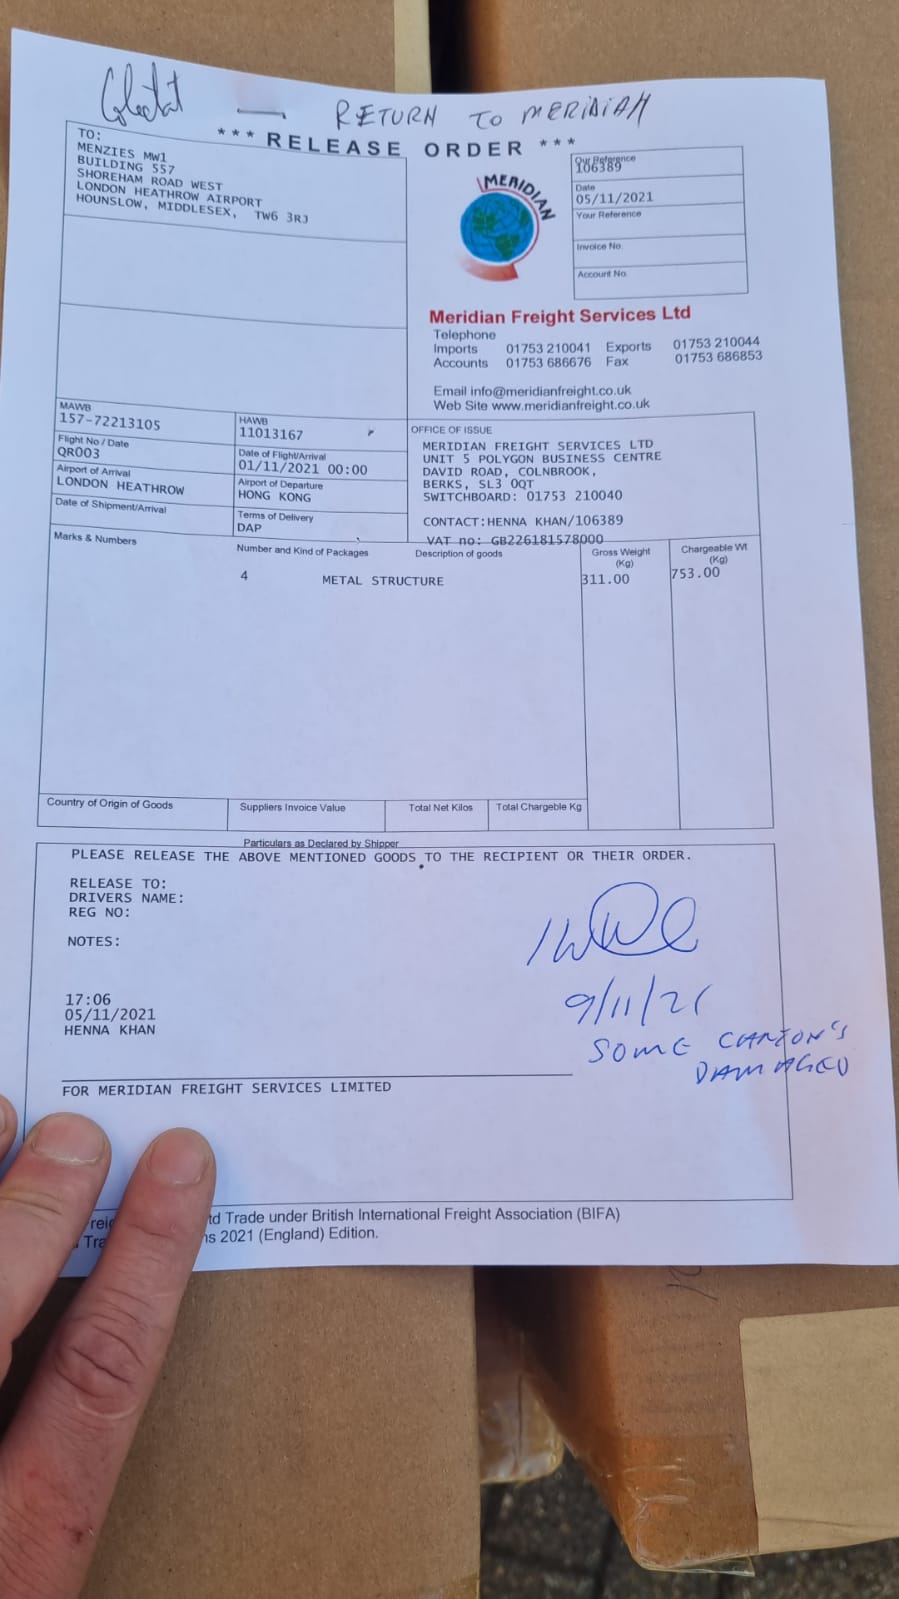 RETURN TO MERIDIAN
*** RELEASE ORDER ***
TO:
MENZIES MW1
BUILDING 557
SHOREHAM ROAD WEST
LONDON HEATHROW AIRPORT
HOUNSLOW, MIDDLESEX, TW6 3RJ
MERIDIAN
Our Reference
106389
Date
05/11/2021
Your Reference
Invoice No.
Account No.
Meridian Freight Services Ltd
Telephone
Imports 01753 210041 Exports 01753 210044
Accounts 01753 686676 Fax 01753 686853
Email info@meridianfreight.co.uk
Web Site www.meridianfreight.co.uk
MAWB
157-72213105
HAWB
11013167
Flight No / Date
QR003
Date of Flight/Arrival
01/11/2021 00:00
Airport of Arrival
LONDON HEATHROW
Airport of Departure
HONG KONG
Date of Shipment/Arrival
Terms of Delivery
DAP
OFFICE OF ISSUE
MERIDIAN FREIGHT SERVICES LTD
UNIT 5 POLYGON BUSINESS CENTRE
DAVID ROAD, COLNBROOK,
BERKS, SL3 0QT
SWITCHBOARD: 01753 210040
CONTACT:HENNA KHAN/106389
VAT no: GB226181578000
Marks & Numbers Number and Kind of Packages Description of goods Gross Weight (Kg) Chargeable Wt (Kg)
4 METAL STRUCTURE 311.00 753.00
Country of Origin of Goods Suppliers Invoice Value Total Net Kilos Total Chargeble Kg
Particulars as Declared by Shipper
PLEASE RELEASE THE ABOVE MENTIONED GOODS TO THE RECIPIENT OR THEIR ORDER.
RELEASE TO:
DRIVERS NAME:
REG NO:
NOTES:
17:06
05/11/2021
HENNA KHAN
9/11/21
SOME CARTON'S
DAMAGED
FOR MERIDIAN FREIGHT SERVICES LIMITED
td Trade under British International Freight Association (BIFA)
2021 (England) Edition.